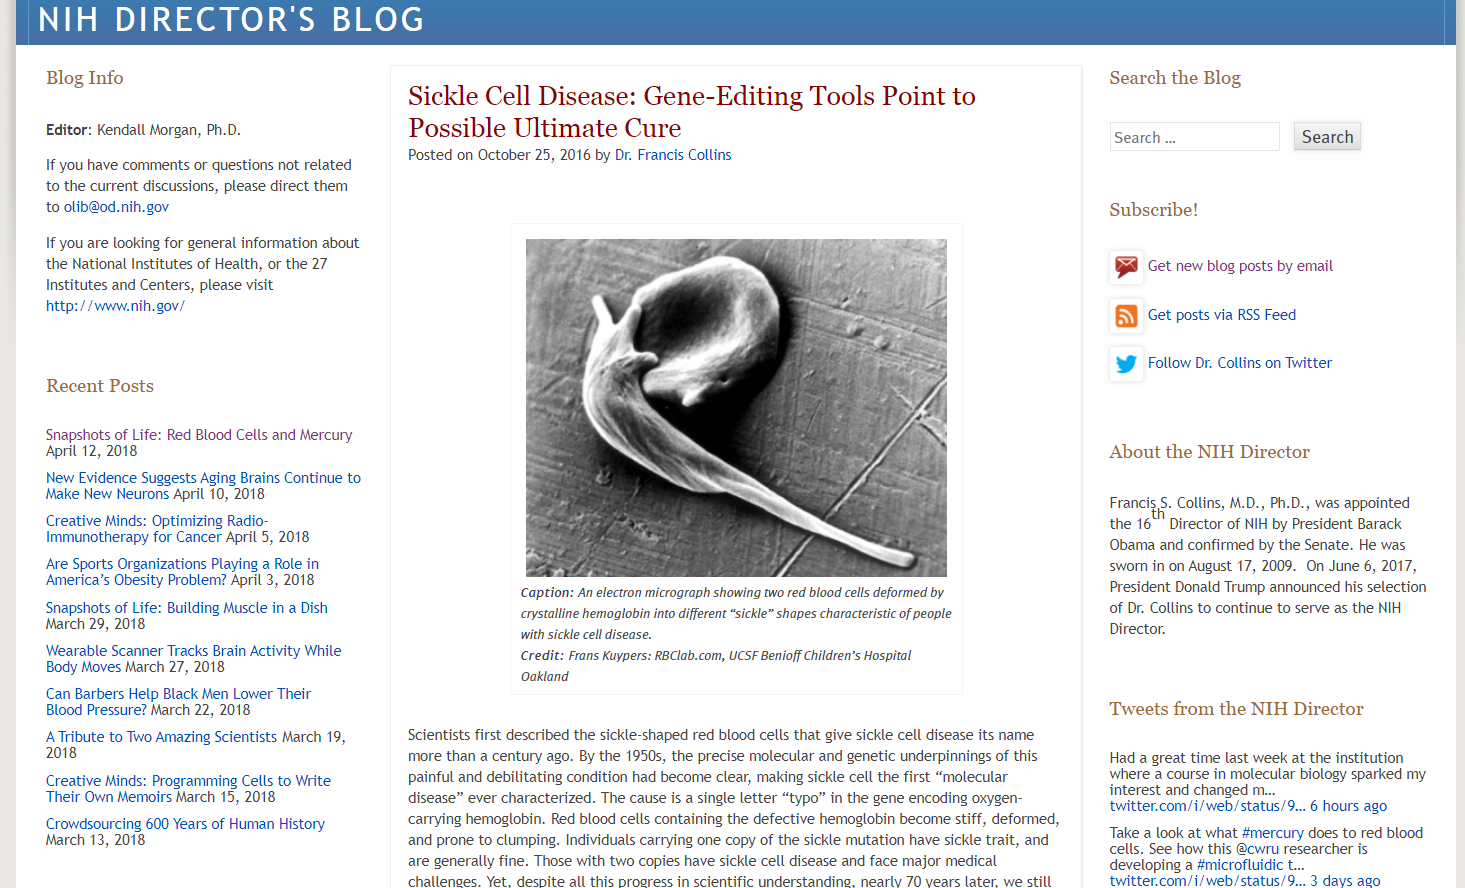 NIH DIRECTOR'S BLOG
Blog Info
Editor: Kendall Morgan, Ph.D.
If you have comments or questions not related
to the current discussions, please direct them
to olib@od.nih.gov
If you are looking for general information about
the National Institutes of Health, or the 27
Institutes and Centers, please visit
http://www.nih.gov/
Recent Posts
Snapshots of Life: Red Blood Cells and Mercury
April 12, 2018
New Evidence Suggests Aging Brains Continue to
Make New Neurons April 10, 2018
Creative Minds: Optimizing Radio-
Immunotherapy for Cancer April 5, 2018
Are Sports Organizations Playing a Role in
America’s Obesity Problem? April 3, 2018
Snapshots of Life: Building Muscle in a Dish
March 29, 2018
Wearable Scanner Tracks Brain Activity While
Body Moves March 27, 2018
Can Barbers Help Black Men Lower Their
Blood Pressure? March 22, 2018
A Tribute to Two Amazing Scientists March 19,
2018
Creative Minds: Programming Cells to Write
Their Own Memoirs March 15, 2018
Crowdsourcing 600 Years of Human History
March 13, 2018
Sickle Cell Disease: Gene-Editing Tools Point to
Possible Ultimate Cure
Posted on October 25, 2016 by Dr. Francis Collins
Caption: An electron micrograph showing two red blood cells deformed by
crystalline hemoglobin into different “sickle” shapes characteristic of people
with sickle cell disease.
Credit: Frans Kuypers: RBClab.com, UCSF Benioff Children’s Hospital
Oakland
Scientists first described the sickle-shaped red blood cells that give sickle cell disease its name
more than a century ago. By the 1950s, the precise molecular and genetic underpinnings of this
painful and debilitating condition had become clear, making sickle cell the first “molecular
disease” ever characterized. The cause is a single letter “typo” in the gene encoding oxygen-
carrying hemoglobin. Red blood cells containing the defective hemoglobin become stiff, deformed,
and prone to clumping. Individuals carrying one copy of the sickle mutation have sickle trait, and
are generally fine. Those with two copies have sickle cell disease and face major medical
challenges. Yet, despite all this progress in scientific understanding, nearly 70 years later, we still
Search the Blog
Search ...
Search
Subscribe!
Get new blog posts by email
Get posts via RSS Feed
Follow Dr. Collins on Twitter
About the NIH Director
Francis S. Collins, M.D., Ph.D., was appointed
the 16th Director of NIH by President Barack
Obama and confirmed by the Senate. He was
sworn in on August 17, 2009. On June 6, 2017,
President Donald Trump announced his selection
of Dr. Collins to continue to serve as the NIH
Director.
Tweets from the NIH Director
Had a great time last week at the institution
where a course in molecular biology sparked my
interest and changed m...
twitter.com/i/web/status/9... 6 hours ago
Take a look at what #mercury does to red blood
cells. See how this @cwru researcher is
developing a #microfluidic t...
twitter.com/i/web/status/9... 3 days ago